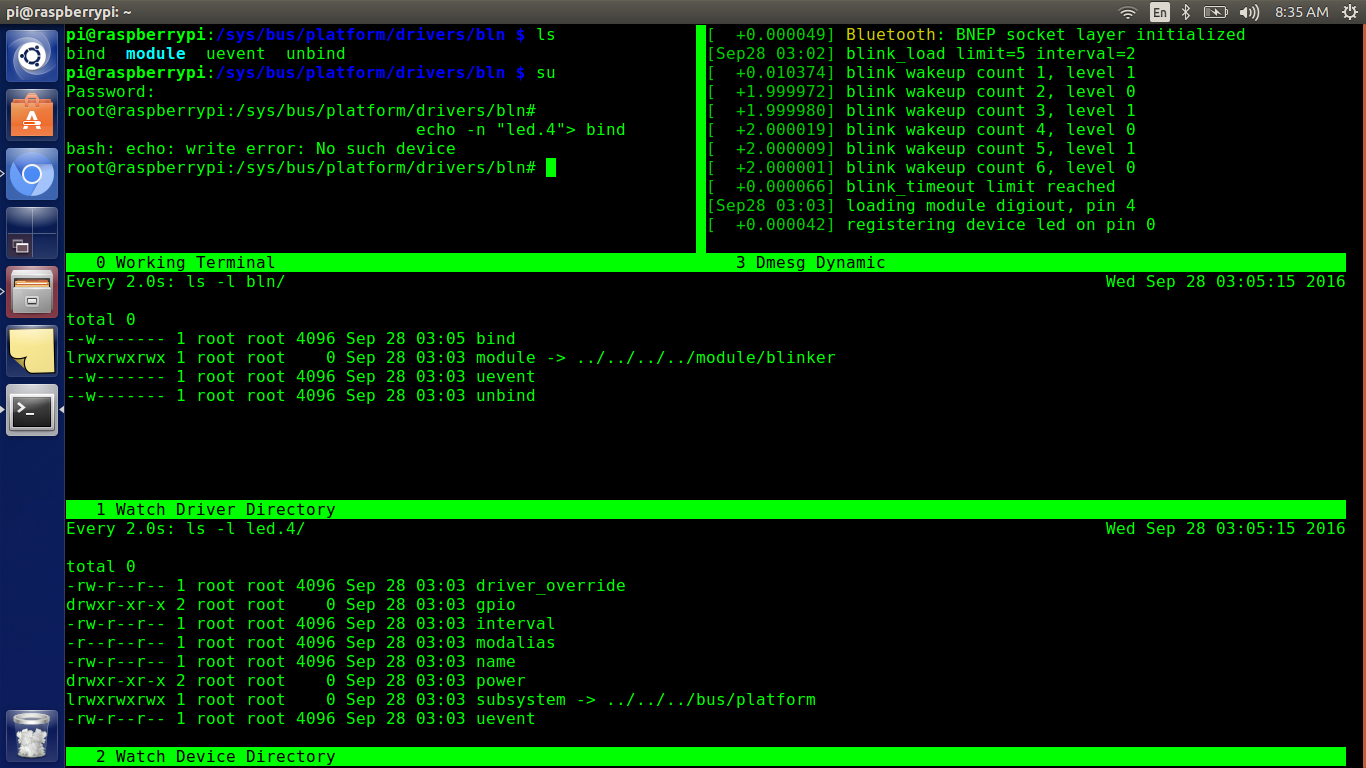 pi@raspberrypi: ~
En
8:35 AM
pi@raspberrypi:/sys/bus/platform/drivers/bln $ ls
bind  module  uevent  unbind
pi@raspberrypi:/sys/bus/platform/drivers/bln $ su
Password:
root@raspberrypi:/sys/bus/platform/drivers/bln#
echo -n "led.4"> bind
bash: echo: write error: No such device
root@raspberrypi:/sys/bus/platform/drivers/bln#
[  +0.000049] Bluetooth: BNEP socket layer initialized
[Sep28 03:02] blink_load limit=5 interval=2
[  +0.010374] blink wakeup count 1, level 1
[  +1.999972] blink wakeup count 2, level 0
[  +1.999980] blink wakeup count 3, level 1
[  +2.000019] blink wakeup count 4, level 0
[  +2.000009] blink wakeup count 5, level 1
[  +2.000001] blink wakeup count 6, level 0
[  +0.000066] blink_timeout limit reached
[Sep28 03:03] loading module digiout, pin 4
[  +0.000042] registering device led on pin 0
0 Working Terminal
3 Dmesg Dynamic
Every 2.0s: ls -l bln/
Wed Sep 28 03:05:15 2016
total 0
--w------- 1 root root 4096 Sep 28 03:05 bind
lrwxrwxrwx 1 root root    0 Sep 28 03:03 module -> ../../../../module/blinker
--w------- 1 root root 4096 Sep 28 03:03 uevent
--w------- 1 root root 4096 Sep 28 03:03 unbind
1 Watch Driver Directory
Every 2.0s: ls -l led.4/
Wed Sep 28 03:05:15 2016
total 0
-rw-r--r-- 1 root root 4096 Sep 28 03:03 driver_override
drwxr-xr-x 2 root root    0 Sep 28 03:03 gpio
-rw-r--r-- 1 root root 4096 Sep 28 03:03 interval
-r--r--r-- 1 root root 4096 Sep 28 03:03 modalias
-rw-r--r-- 1 root root 4096 Sep 28 03:03 name
drwxr-xr-x 2 root root    0 Sep 28 03:03 power
lrwxrwxrwx 1 root root    0 Sep 28 03:03 subsystem -> ../../../bus/platform
-rw-r--r-- 1 root root 4096 Sep 28 03:03 uevent
2 Watch Device Directory